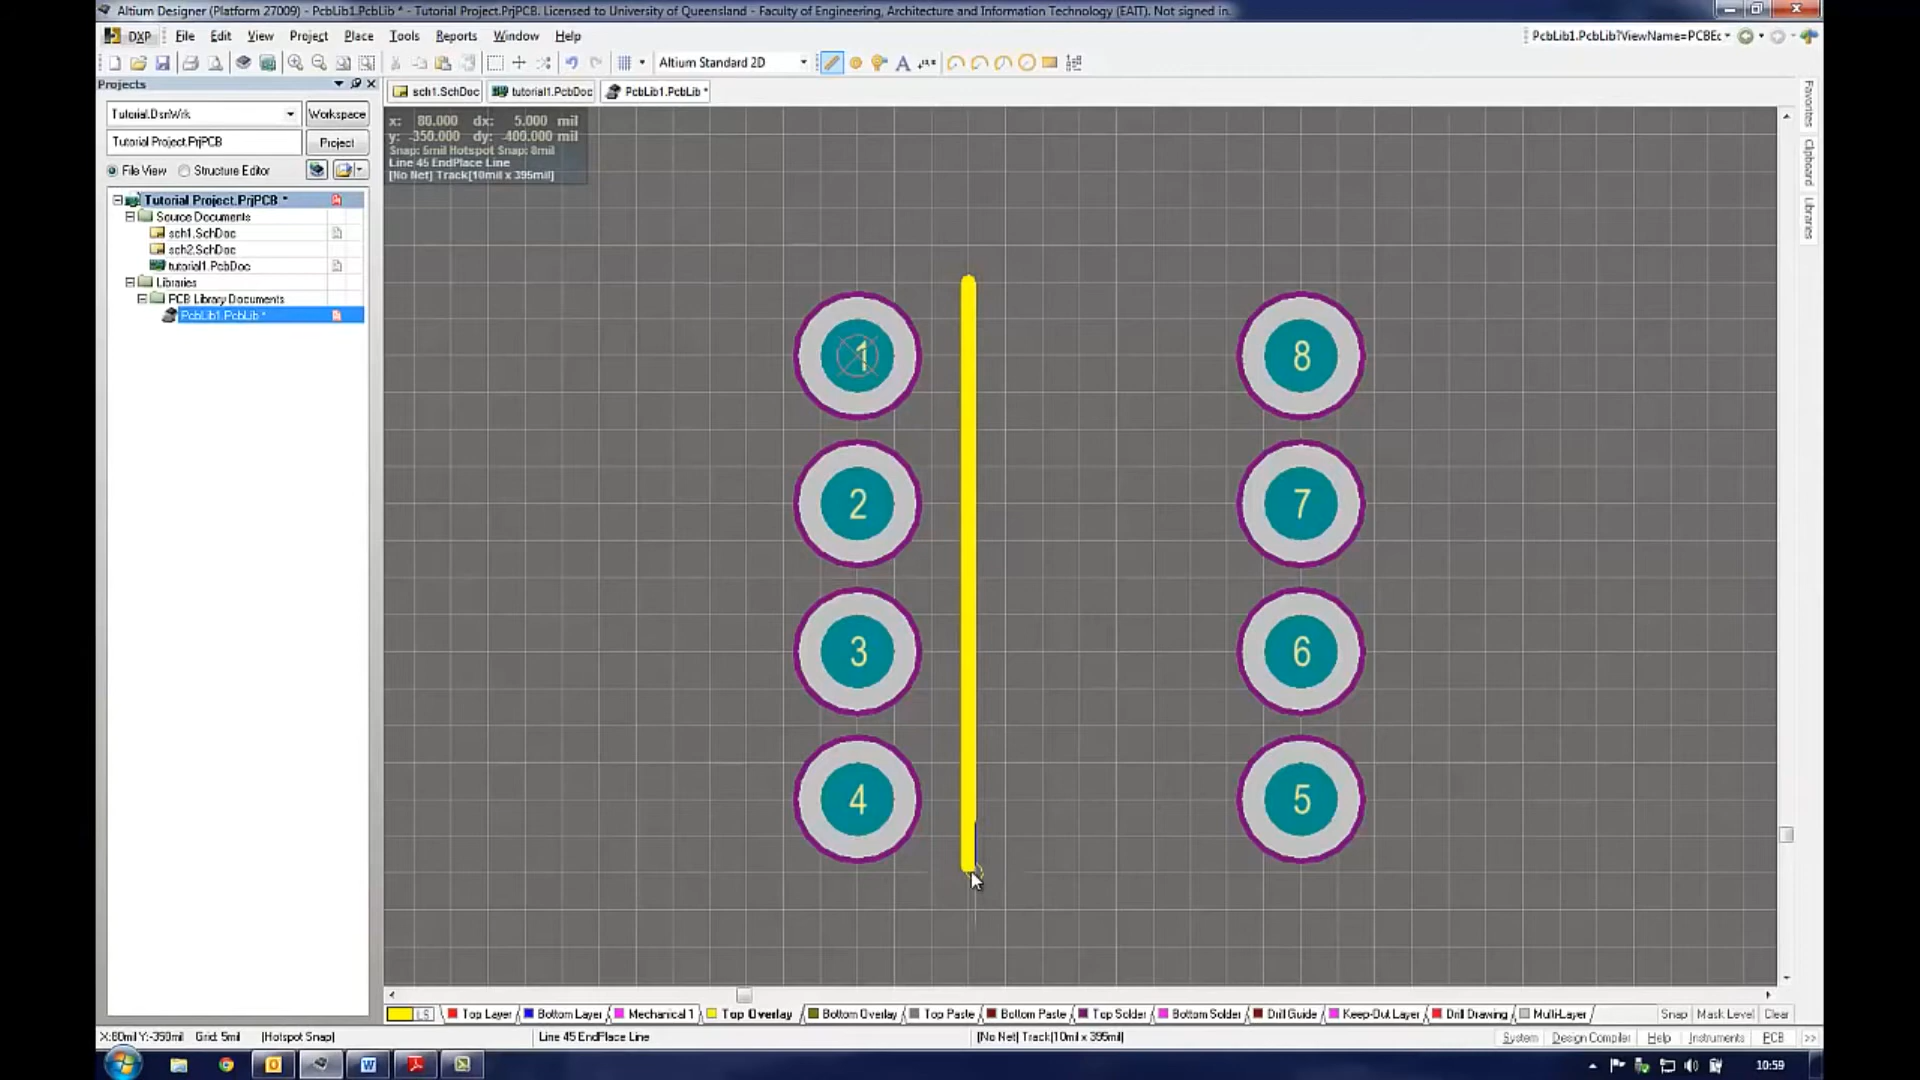 Altium Designer (Platform 27009) - PcbLib1.PcbLib * - Tutorial Project.PrjPCB. Licensed to University of Queensland - Faculty of Engineering, Architecture and Information Technology (EAIT). Not signed in.
DXP File Edit View Project Place Tools Reports Window Help
PcbLib1.PcbLib?ViewName=PCBEc
Altium Standard 2D
Projects
sch1.SchDoc tutorial1.PcbDoc PcbLib1.PcbLib *
Tutorial.DsnWrk Workspace
Tutorial Project.PrjPCB Project
File View Structure Editor
Tutorial Project.PrjPCB *
Source Documents
sch1.SchDoc
sch2.SchDoc
tutorial1.PcbDoc
Libraries
PCB Library Documents
PcbLib1.PcbLib *
x: 80.000 dx: 5.000 mil
y: -350.000 dy: -400.000 mil
Snap: 5mil Hotspot Snap: 8mil
Line 45 EndPlace Line
[No Net] Track[10mil x 395mil]
1 8
2 7
3 6
4 5
Favorites
Clipboard
Libraries
LS Top Layer Bottom Layer Mechanical 1 Top Overlay Bottom Overlay Top Paste Bottom Paste Top Solder Bottom Solder Drill Guide Keep-Out Layer Drill Drawing Multi-Layer Snap Mask Level Clear
X:80mil Y:-350mil Grid: 5mil [Hotspot Snap] Line 45 EndPlace Line [No Net] Track[10mil x 395mil] System Design Compiler Help Instruments PCB >>
10:59